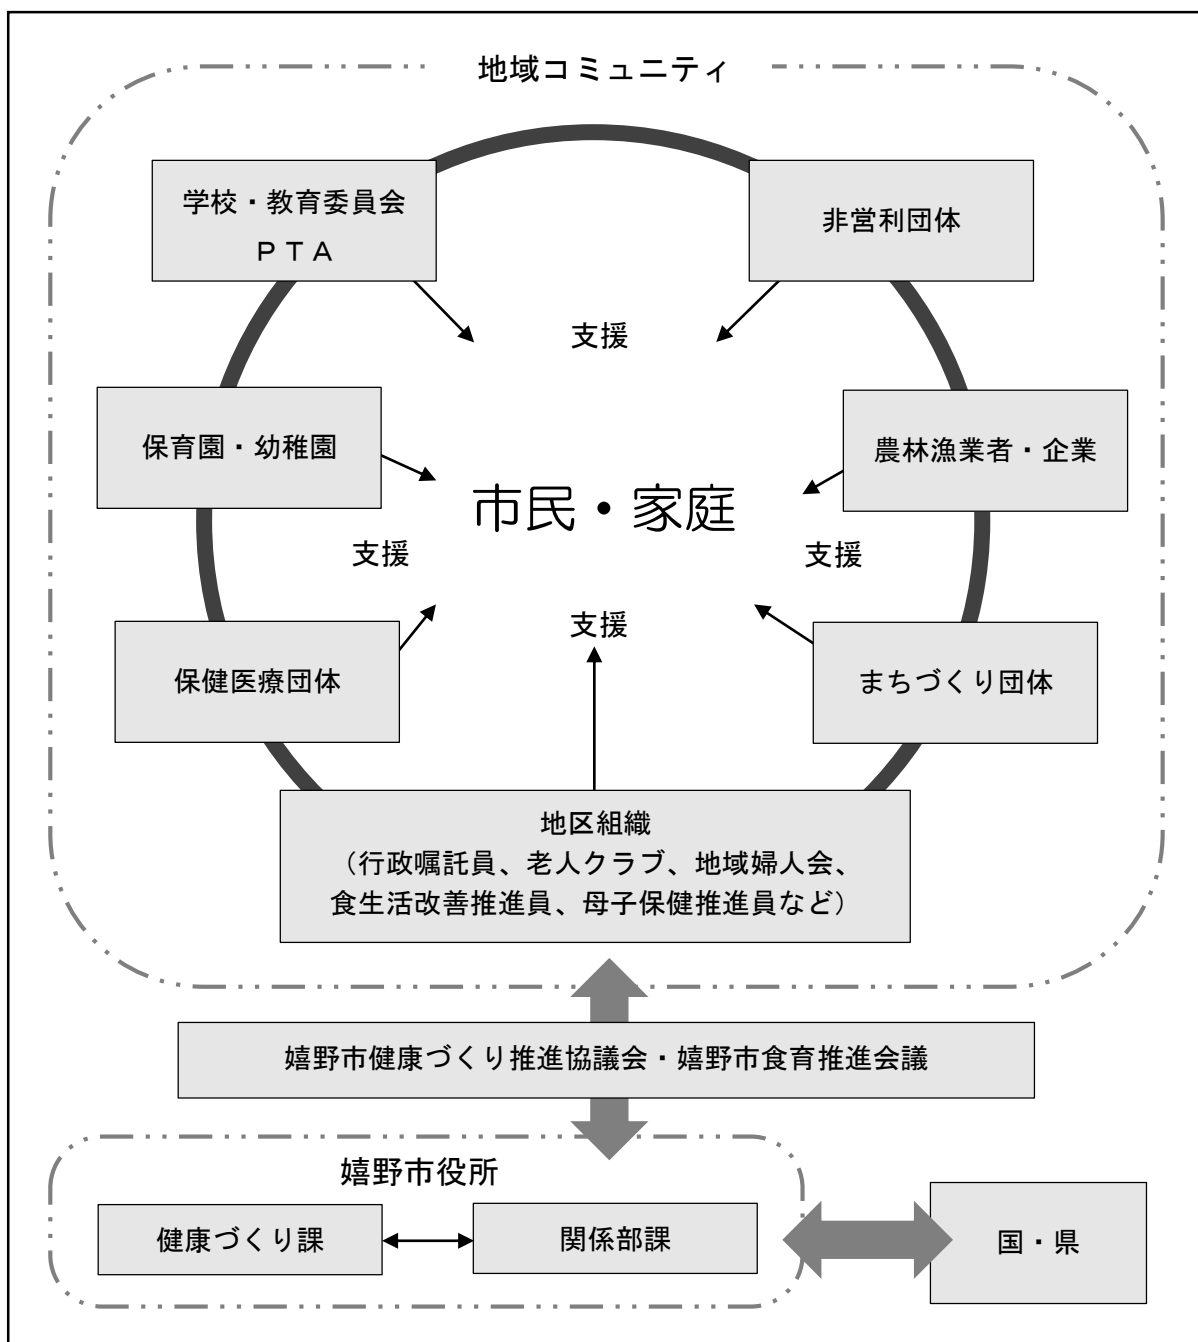 地域コミュニティ
学校・教育委員会
ＰＴＡ
非営利団体
支援
保育園・幼稚園
農林漁業者・企業
市民・家庭
支援
支援
支援
保健医療団体
まちづくり団体
地区組織
（行政嘱託員、老人クラブ、地域婦人会、
食生活改善推進員、母子保健推進員など）
嬉野市健康づくり推進協議会・嬉野市食育推進会議
嬉野市役所
健康づくり課
関係部課
国・県